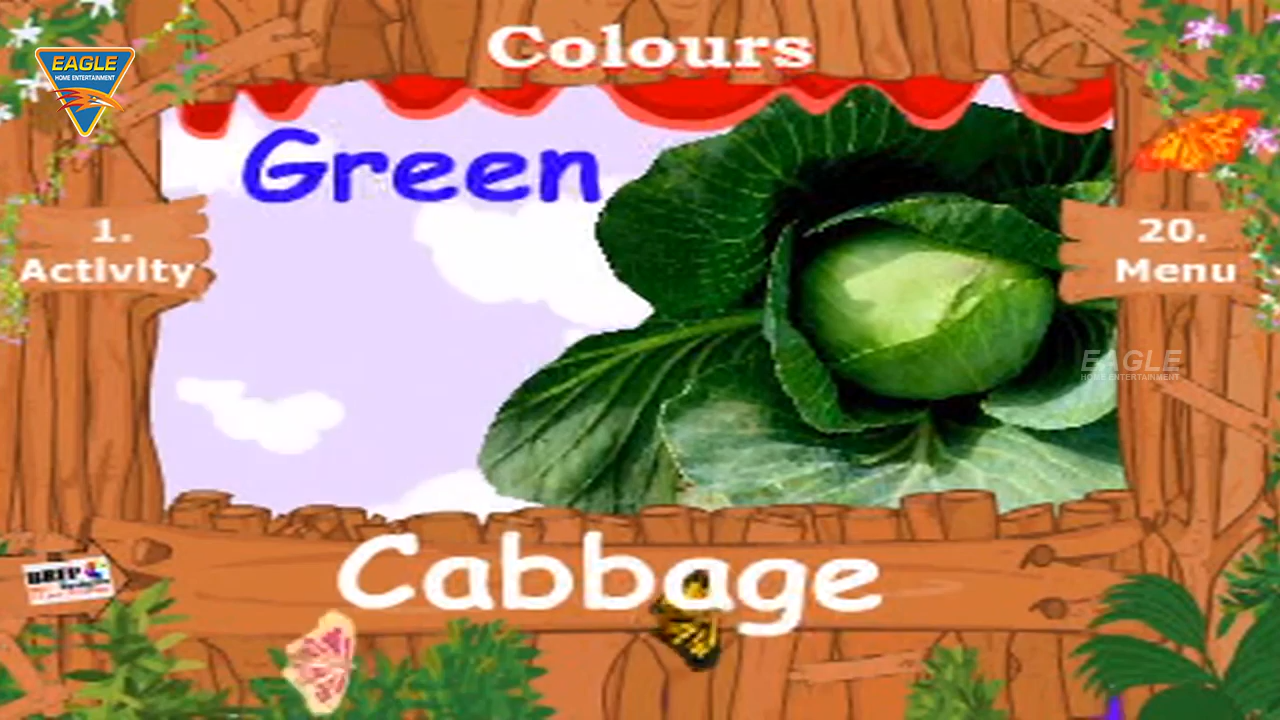 Colours
EAGLE
HOME ENTERTAINMENT
Green
1.
Activity
20.
Menu
EAGLE
HOME ENTERTAINMENT
Cabbage